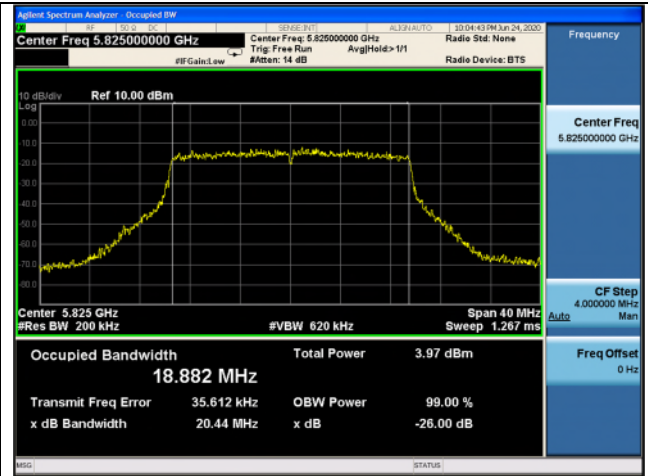 Agilent Spectrum Analyzer - Occupied BW
RF 50 Ω DC SENSE:INT ALIGN AUTO 10:04:43 PM Jun 24, 2020
Center Freq 5.825000000 GHz Center Freq: 5.825000000 GHz Radio Std: None Frequency
Trig: Free Run Avg|Hold:>1/1
#IFGain:Low #Atten: 14 dB Radio Device: BTS
10 dB/div Ref 10.00 dBm
Log
0.00
-10.0
-20.0
-30.0
-40.0
-50.0
-60.0
-70.0
-80.0
Center Freq
5.825000000 GHz
Center 5.825 GHz Span 40 MHz
#Res BW 200 kHz #VBW 620 kHz Sweep 1.267 ms
CF Step
4.000000 MHz
Auto Man
Occupied Bandwidth Total Power 3.97 dBm
18.882 MHz
Transmit Freq Error 35.612 kHz OBW Power 99.00 %
x dB Bandwidth 20.44 MHz x dB -26.00 dB
Freq Offset
0 Hz
MSG STATUS